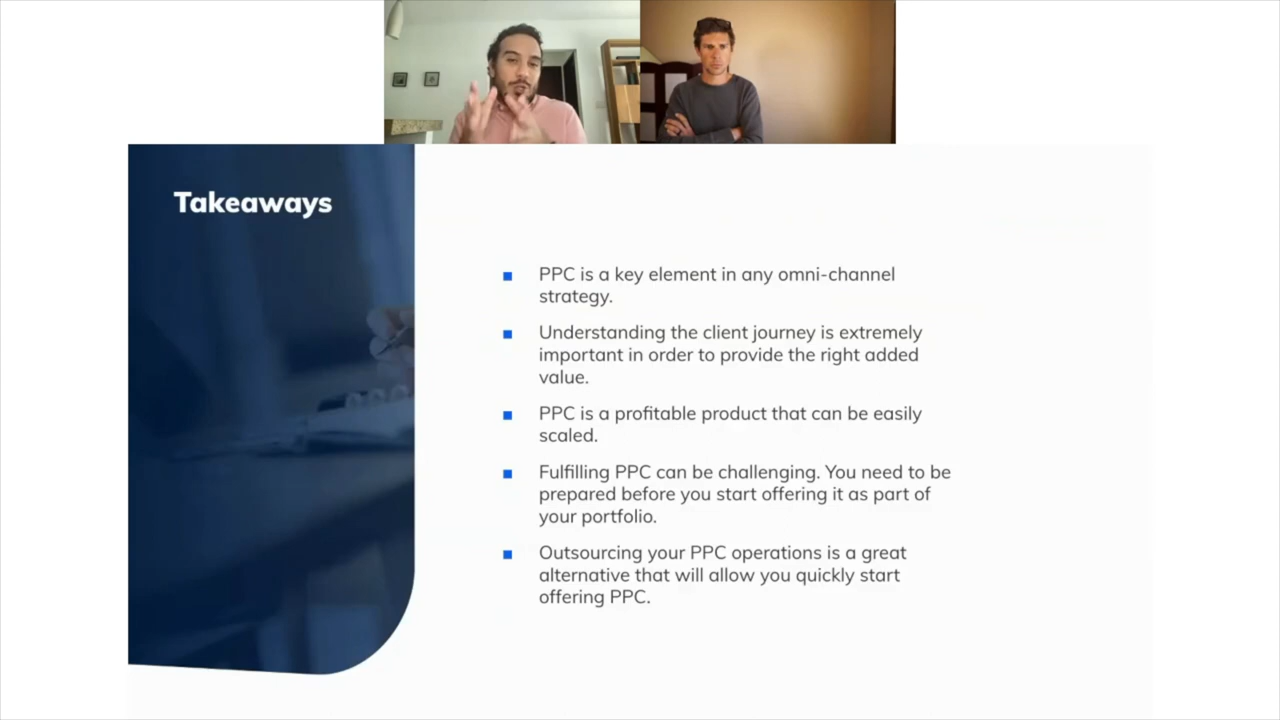 Takeaways
PPC is a key element in any omni-channel
strategy.
Understanding the client journey is extremely
important in order to provide the right added
value.
PPC is a profitable product that can be easily
scaled.
Fulfilling PPC can be challenging. You need to be
prepared before you start offering it as part of
your portfolio.
Outsourcing your PPC operations is a great
alternative that will allow you quickly start
offering PPC.